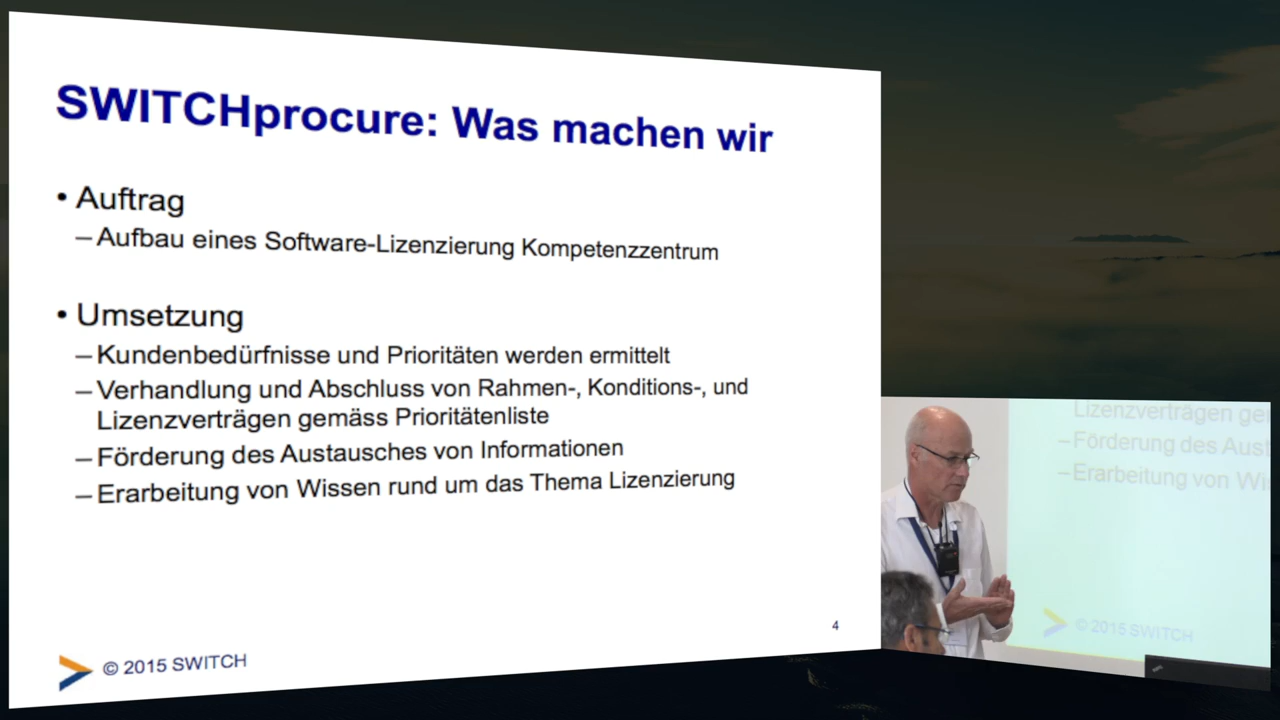 SWITCHprocure: Was machen wir
• Auftrag
– Aufbau eines Software-Lizenzierung Kompetenzzentrum
• Umsetzung
– Kundenbedürfnisse und Prioritäten werden ermittelt
– Verhandlung und Abschluss von Rahmen-, Konditions-, und
Lizenzverträgen gemäss Prioritätenliste
– Förderung des Austausches von Informationen
– Erarbeitung von Wissen rund um das Thema Lizenzierung
4
© 2015 SWITCH
Lizenzverträgen ge
– Förderung des Aust
– Erarbeitung von Wi
© 2015 SWITCH